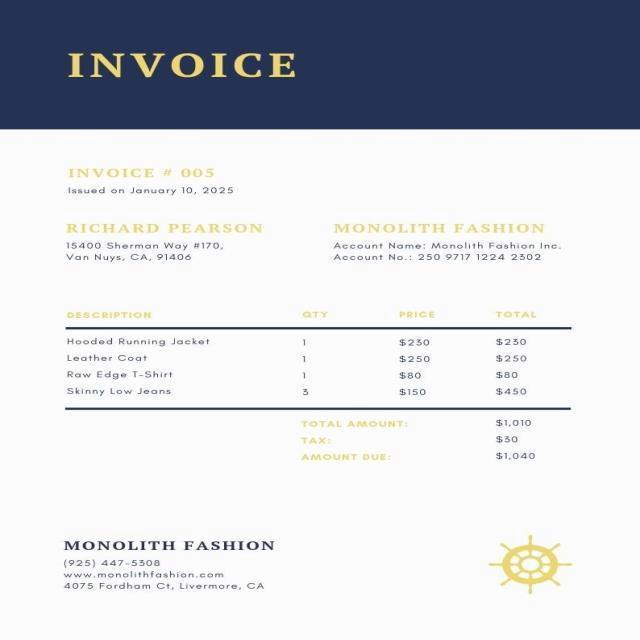 INVOICE
INVOICE # 005
Issued on January 10, 2025
RICHARD PEARSON
15400 Sherman Way #170,
Van Nuys, CA, 91406
MONOLITH FASHION
Account Name: Monolith Fashion Inc.
Account No.: 250 9717 1224 2302
DESCRIPTION QTY PRICE TOTAL
Hooded Running Jacket 1 $230 $230
Leather Coat 1 $250 $250
Raw Edge T-Shirt 1 $80 $80
Skinny Low Jeans 3 $150 $450
TOTAL AMOUNT: $1,010
TAX: $30
AMOUNT DUE: $1,040
MONOLITH FASHION
(925) 447-5308
www.monolithfashion.com
4075 Fordham Ct, Livermore, CA